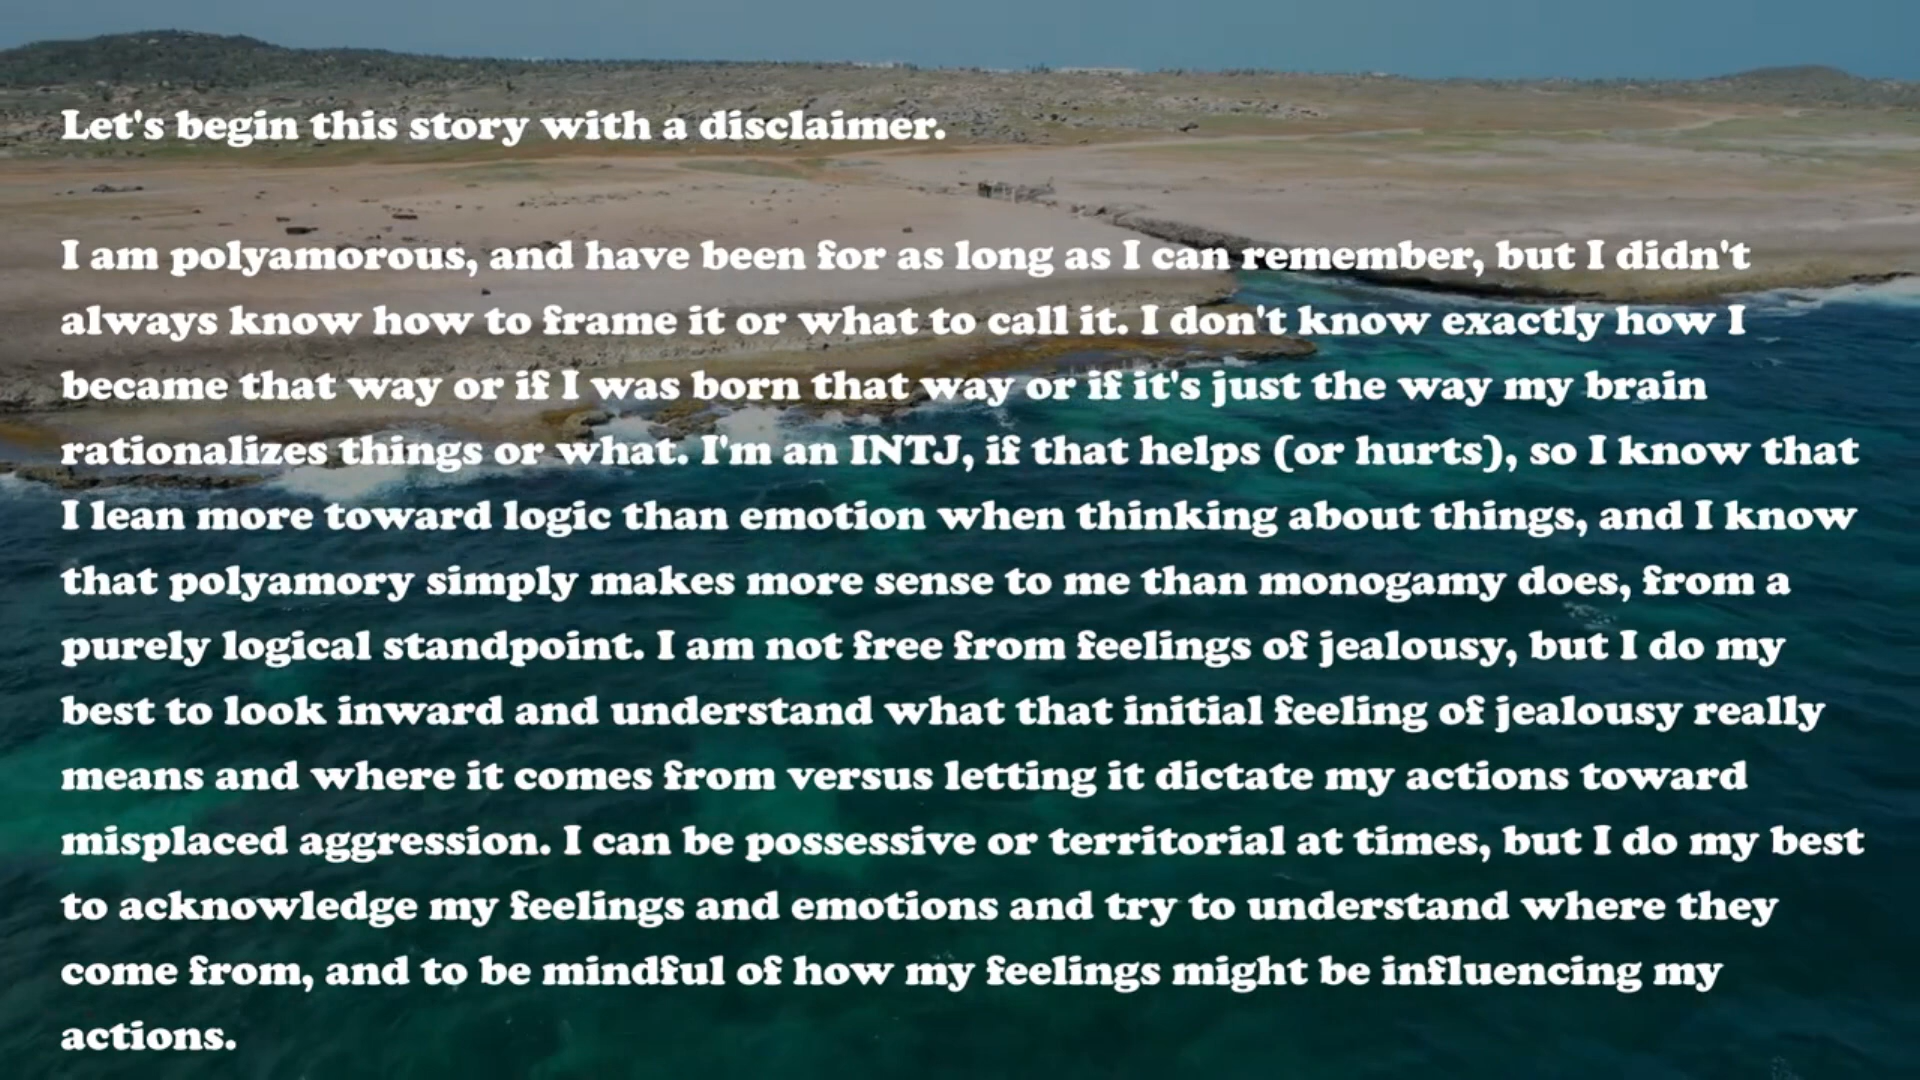 Let's begin this story with a disclaimer.
I am polyamorous, and have been for as long as I can remember, but I didn't
always know how to frame it or what to call it. I don't know exactly how I
became that way or if I was born that way or if it's just the way my brain
rationalizes things or what. I'm an INTJ, if that helps (or hurts), so I know that
I lean more toward logic than emotion when thinking about things, and I know
that polyamory simply makes more sense to me than monogamy does, from a
purely logical standpoint. I am not free from feelings of jealousy, but I do my
best to look inward and understand what that initial feeling of jealousy really
means and where it comes from versus letting it dictate my actions toward
misplaced aggression. I can be possessive or territorial at times, but I do my best
to acknowledge my feelings and emotions and try to understand where they
come from, and to be mindful of how my feelings might be influencing my
actions.